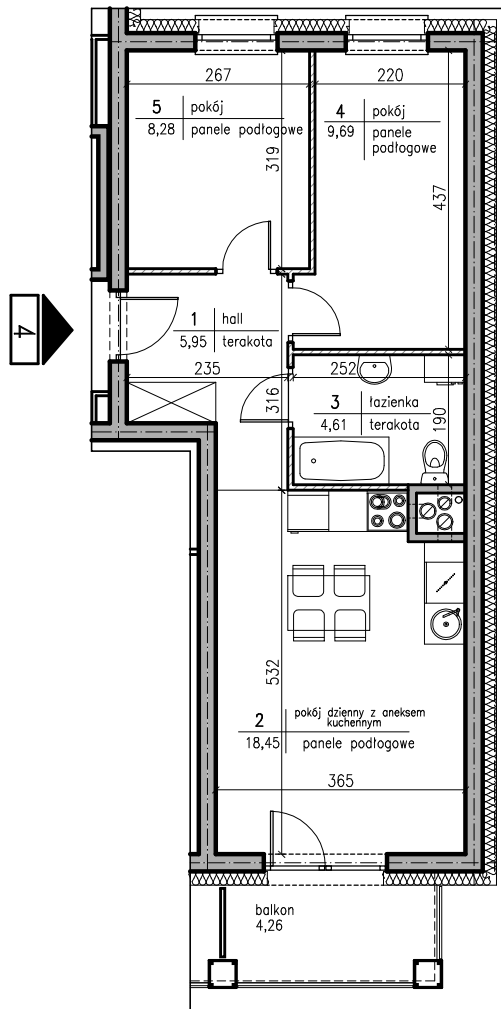 267
220
5 pokój
8,28 panele podłogowe
319
4 pokój
9,69 panele
podłogowe
437
4
1 hall
5,95 terakota
235
252
316
3 łazienka
4,61 terakota
190
532
2 pokój dzienny z aneksem
kuchennym
18,45 panele podłogowe
365
balkon
4,26